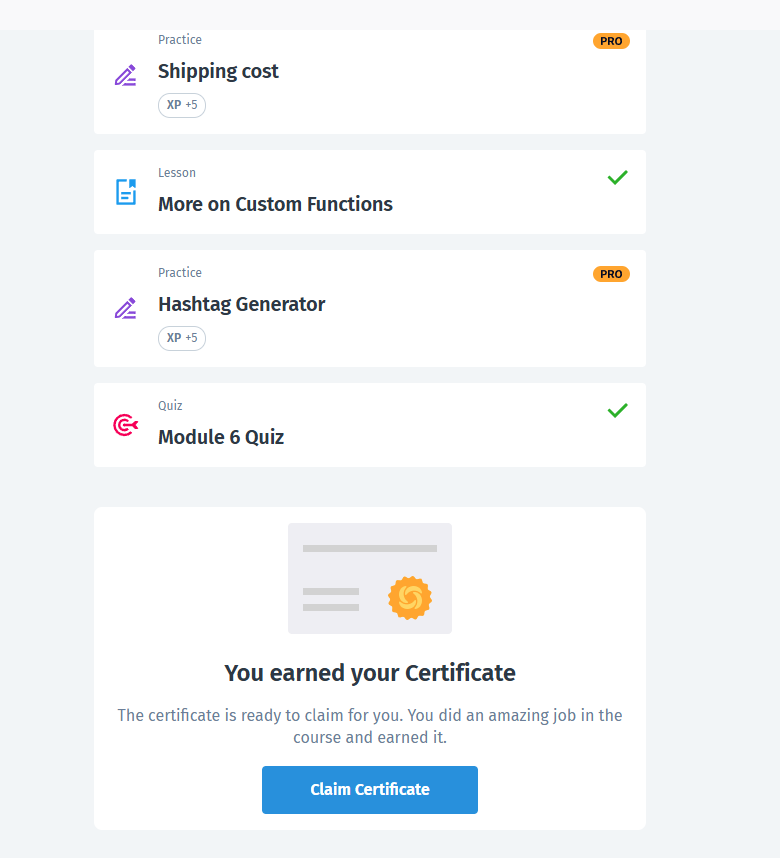 Practice
PRO
Shipping cost
XP +5
Lesson
More on Custom Functions
Practice
PRO
Hashtag Generator
XP +5
Quiz
Module 6 Quiz
You earned your Certificate
The certificate is ready to claim for you. You did an amazing job in the
course and earned it.
Claim Certificate